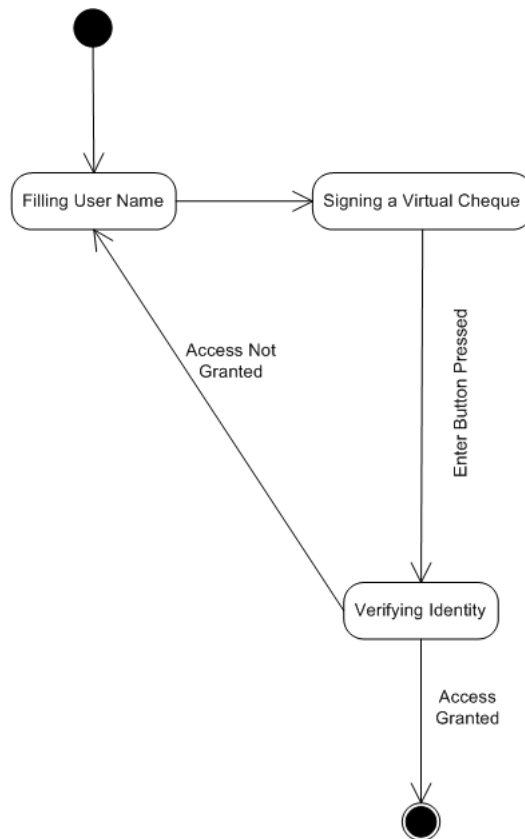 Filling User Name
Signing a Virtual Cheque
Access Not
Granted
Enter Button Pressed
Verifying Identity
Access
Granted